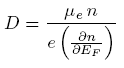 D = \frac{\mu_e \, n}{e \left( \frac{\partial n}{\partial E_F} \right)}